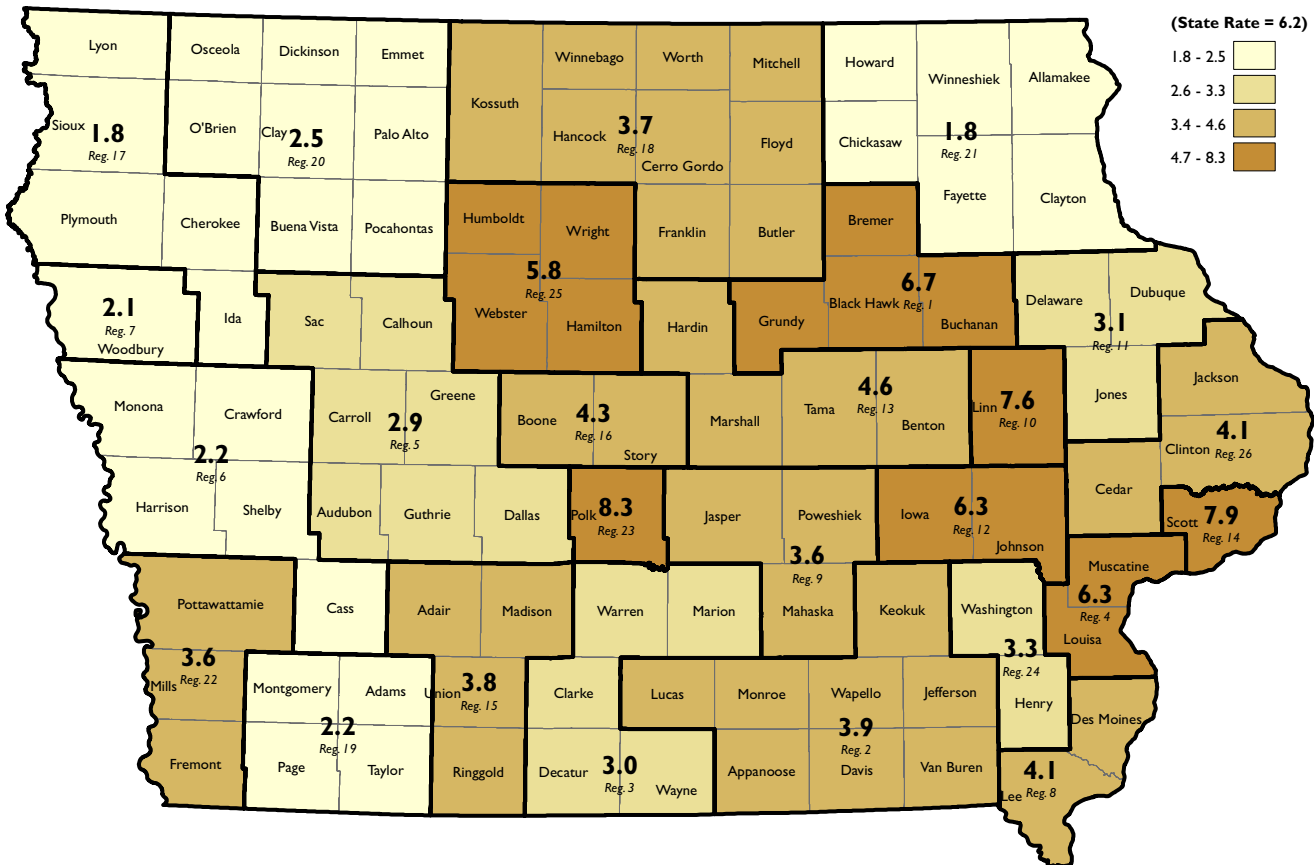 (State Rate = 6.2)
1.8 - 2.5
2.6 - 3.3
3.4 - 4.6
4.7 - 8.3
Lyon
Osceola
Dickinson
Emmet
Kossuth
Winnebago
Worth
Mitchell
Howard
Winneshiek
Allamakee
Sioux
1.8
Reg. 17
O'Brien
Clay
2.5
Reg. 20
Palo Alto
Hancock
3.7
Reg. 18
Cerro Gordo
Floyd
Chickasaw
1.8
Reg. 21
Plymouth
Cherokee
Buena Vista
Pocahontas
Humboldt
Wright
Franklin
Butler
Bremer
Fayette
Clayton
2.1
Reg. 7
Woodbury
Ida
Sac
Calhoun
5.8
Reg. 25
Webster
Hamilton
Hardin
Grundy
6.7
Black Hawk
Reg. 1
Buchanan
Delaware
Dubuque
3.1
Reg. 11
Monona
Crawford
2.2
Reg. 6
Carroll
Greene
2.9
Reg. 5
Boone
4.3
Reg. 16
Story
Marshall
Tama
4.6
Reg. 13
Benton
Linn
7.6
Reg. 10
Jones
Jackson
4.1
Clinton
Reg. 26
Harrison
Shelby
Audubon
Guthrie
Dallas
Polk
8.3
Reg. 23
Jasper
Poweshiek
3.6
Reg. 9
Iowa
6.3
Reg. 12
Johnson
Cedar
Scott
7.9
Reg. 14
Muscatine
6.3
Reg. 4
Louisa
Pottawattamie
Cass
Adair
Madison
Warren
Marion
Mahaska
Keokuk
Washington
3.3
Reg. 24
Henry
3.6
Mills
Reg. 22
Montgomery
Adams
2.2
Reg. 19
Union
3.8
Reg. 15
Clarke
Lucas
Monroe
Wapello
Jefferson
3.9
Reg. 2
Des Moines
Fremont
Page
Taylor
Ringgold
Decatur
3.0
Reg. 3
Wayne
Appanoose
Davis
Van Buren
4.1
Reg. 8
Lee